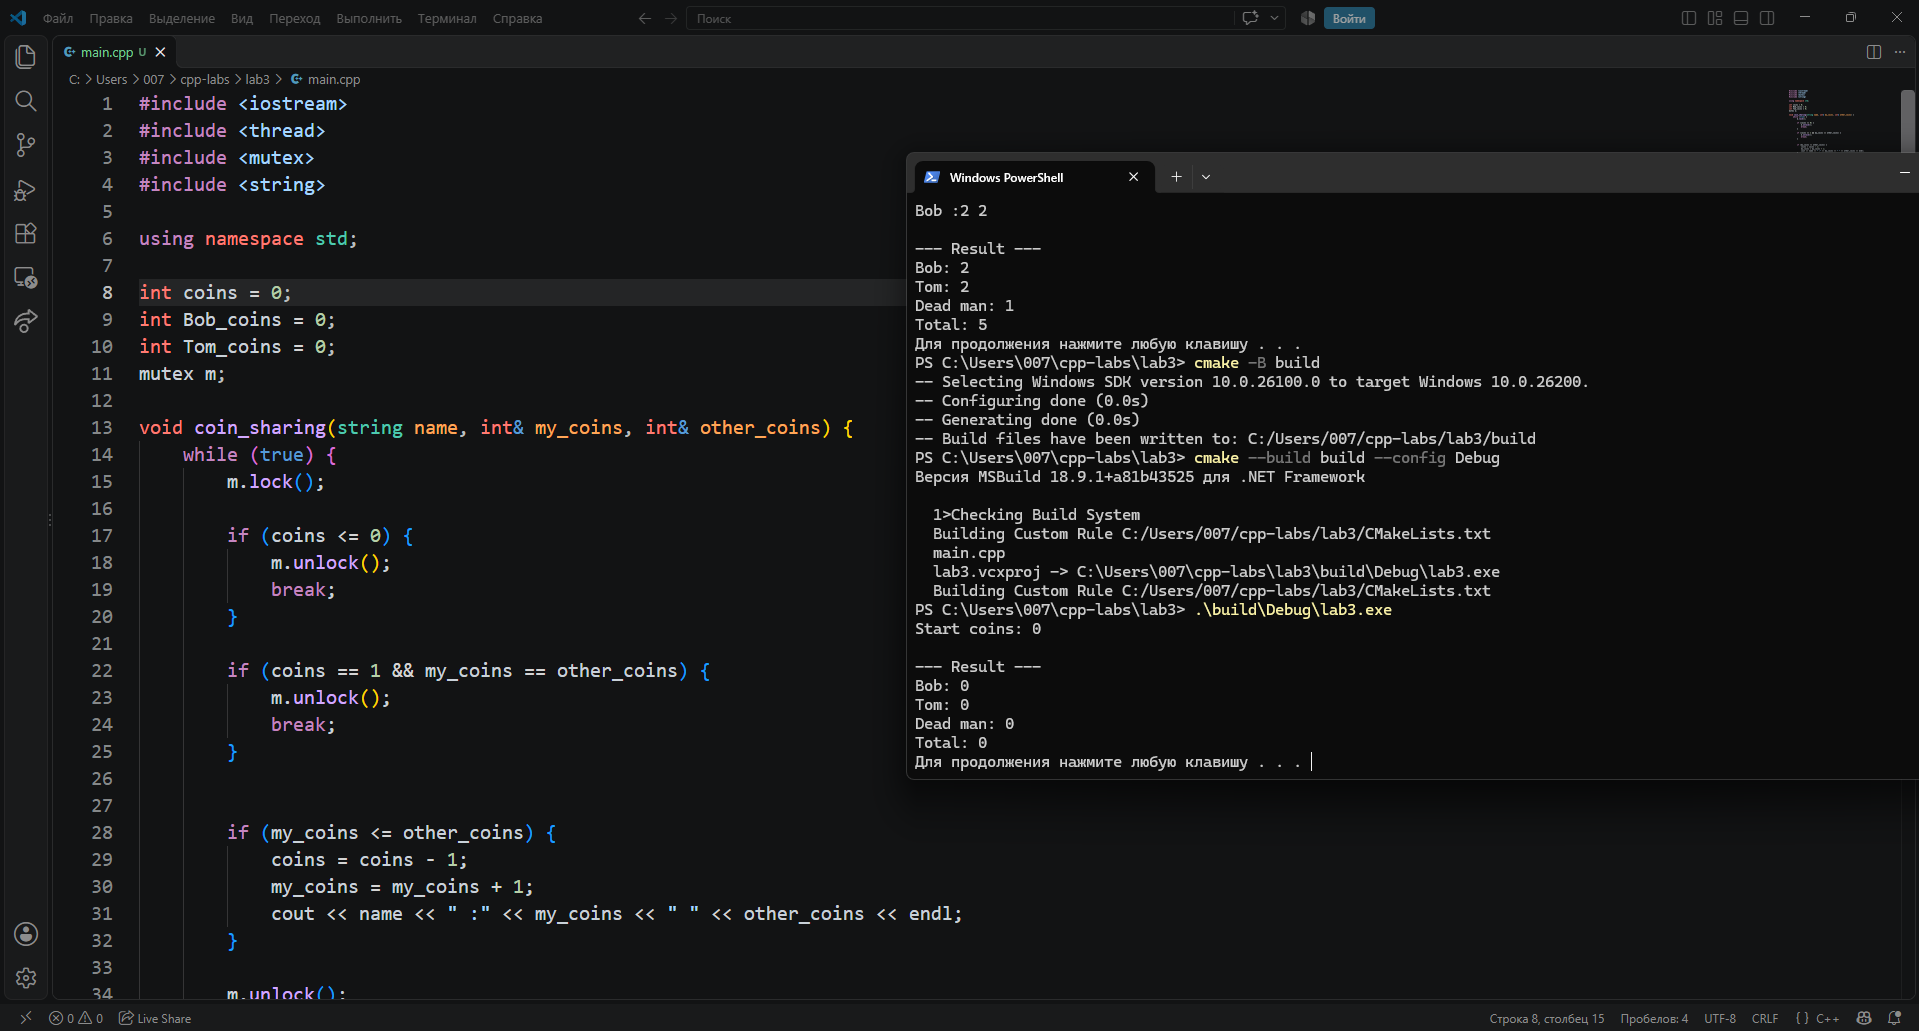 Файл Правка Выделение Вид Переход Выполнить Терминал Справка Поиск Войти
main.cpp U
C: > Users > 007 > cpp-labs > lab3 > main.cpp
1 #include <iostream>
2 #include <thread>
3 #include <mutex>
4 #include <string>
5
6 using namespace std;
7
8 int coins = 0;
9 int Bob_coins = 0;
10 int Tom_coins = 0;
11 mutex m;
12
13 void coin_sharing(string name, int& my_coins, int& other_coins) {
14 while (true) {
15 m.lock();
16
17 if (coins <= 0) {
18 m.unlock();
19 break;
20 }
21
22 if (coins == 1 && my_coins == other_coins) {
23 m.unlock();
24 break;
25 }
26
27
28 if (my_coins <= other_coins) {
29 coins = coins - 1;
30 my_coins = my_coins + 1;
31 cout << name << " :" << my_coins << " " << other_coins << endl;
32 }
33
34 m.unlock();
Windows PowerShell
Bob :2 2
--- Result ---
Bob: 2
Tom: 2
Dead man: 1
Total: 5
Для продолжения нажмите любую клавишу . . .
PS C:\Users\007\cpp-labs\lab3> cmake -B build
-- Selecting Windows SDK version 10.0.26100.0 to target Windows 10.0.26200.
-- Configuring done (0.0s)
-- Generating done (0.0s)
-- Build files have been written to: C:/Users/007/cpp-labs/lab3/build
PS C:\Users\007\cpp-labs\lab3> cmake --build build --config Debug
Версия MSBuild 18.9.1+a81b43525 для .NET Framework
1>Checking Build System
Building Custom Rule C:/Users/007/cpp-labs/lab3/CMakeLists.txt
main.cpp
lab3.vcxproj -> C:\Users\007\cpp-labs\lab3\build\Debug\lab3.exe
Building Custom Rule C:/Users/007/cpp-labs/lab3/CMakeLists.txt
PS C:\Users\007\cpp-labs\lab3> .\build\Debug\lab3.exe
Start coins: 0
--- Result ---
Bob: 0
Tom: 0
Dead man: 0
Total: 0
Для продолжения нажмите любую клавишу . . .
0 0 Live Share Строка 8, столбец 15 Пробелов: 4 UTF-8 CRLF {} C++